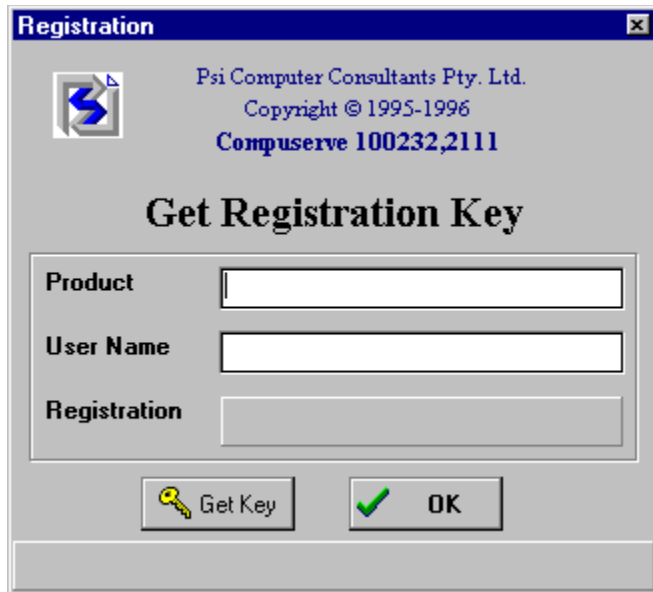 Registration
Psi Computer Consultants Pty. Ltd.
Copyright © 1995-1996
Compuserve 100232,2111
Get Registration Key
Product
User Name
Registration
Get Key
OK